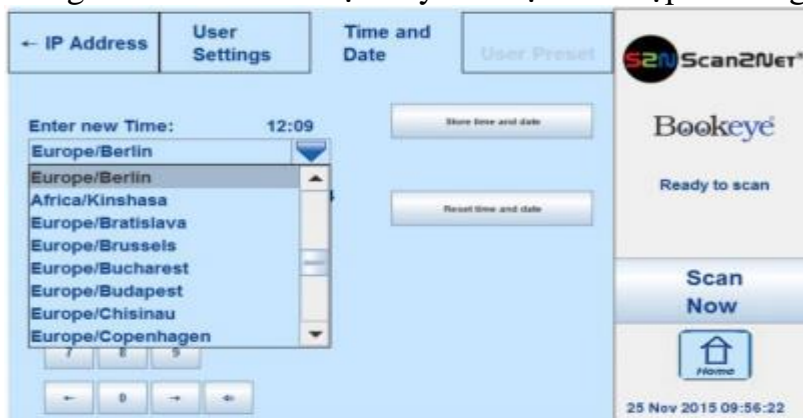 ← IP Address
User Settings
Time and Date
User Preset
Enter new Time: 12:09
Europe/Berlin
Europe/Berlin
Africa/Kinshasa
Europe/Bratislava
Europe/Brussels
Europe/Bucharest
Europe/Budapest
Europe/Chisinau
Europe/Copenhagen
7 8 9
← 0 →
Store time and date
Reset time and date
S2N Scan2Net®
Bookeye
Ready to scan
Scan
Now
Home
25 Nov 2015 09:56:22